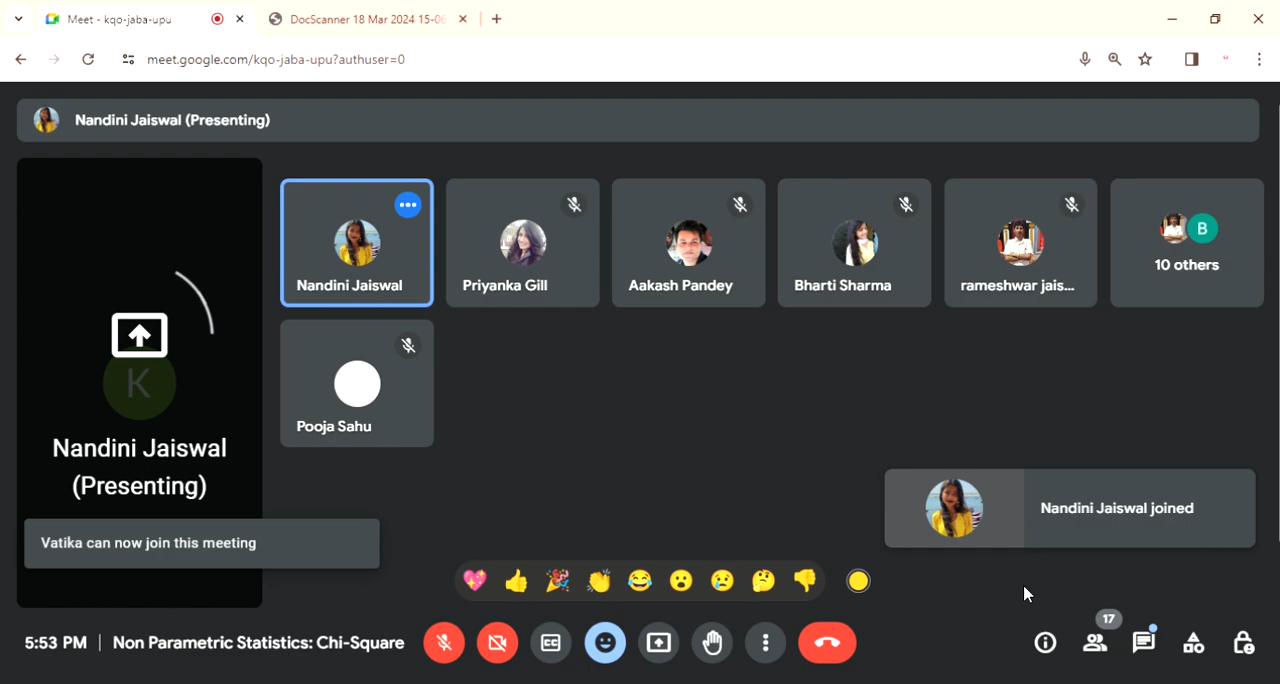 Meet - kqo-jaba-upu
DocScanner 18 Mar 2024 15-06
meet.google.com/kqo-jaba-upu?authuser=0
Nandini Jaiswal (Presenting)
Nandini Jaiswal
Priyanka Gill
Aakash Pandey
Bharti Sharma
rameshwar jais...
B
10 others
K
Nandini Jaiswal
(Presenting)
Pooja Sahu
Nandini Jaiswal joined
Vatika can now join this meeting
5:53 PM | Non Parametric Statistics: Chi-Square
17